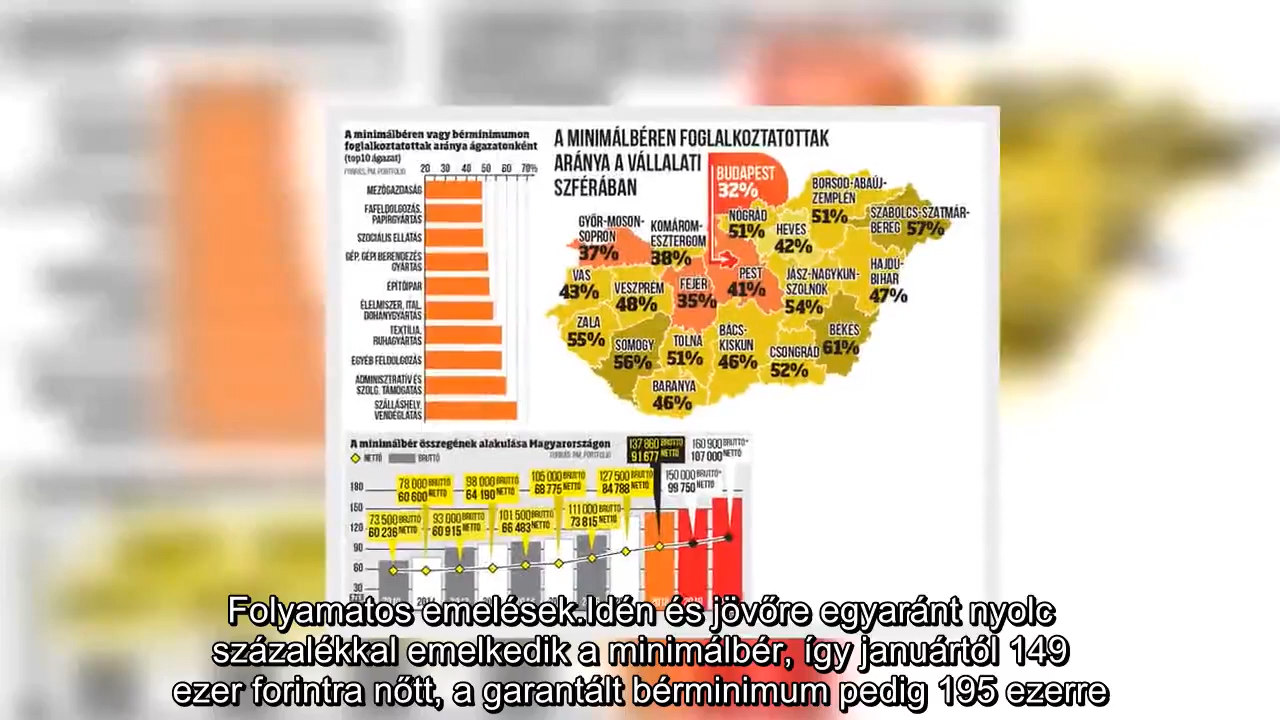 A minimálbéren vagy bérminimumon
foglalkoztatottak aránya ágazatonként
(top10 ágazat)
FORRÁS: PM, PORTFOLIO
20 30 40 50 60 70%
MEZŐGAZDASÁG
FAFELDOLGOZÁS,
PAPÍRGYÁRTÁS
SZOCIÁLIS ELLÁTÁS
GÉP, GÉPI BERENDEZÉS
GYÁRTÁS
ÉPÍTŐIPAR
ÉLELMISZER, ITAL,
DOHÁNYGYÁRTÁS
TEXTÍLIA,
RUHAGYÁRTÁS
EGYÉB FELDOLGOZÁS
ADMINISZTRATÍV ÉS
SZOLG. TÁMOGATÁS
SZÁLLÁSHELY,
VENDÉGLÁTÁS
A MINIMÁLBÉREN FOGLALKOZTATOTTAK
ARÁNYA A VÁLLALATI
SZFÉRÁBAN
BUDAPEST
32%
BORSOD-ABAÚJ-
ZEMPLÉN
51%
SZABOLCS-SZATMÁR-
BEREG 57%
NÓGRÁD
51%
HEVES
42%
GYŐR-MOSON-
SOPRON
37%
KOMÁROM-
ESZTERGOM
38%
VAS
43%
VESZPRÉM
48%
FEJÉR
35%
PEST
41%
JÁSZ-NAGYKUN-
SZOLNOK
54%
HAJDÚ-
BIHAR
47%
ZALA
55%
SOMOGY
56%
TOLNA
51%
BÁCS-
KISKUN
46%
CSONGRÁD
52%
BÉKÉS
61%
BARANYA
46%
A minimálbér összegének alakulása Magyarországon
FORRÁS: PM, PORTFOLIO
NETTÓ BRUTTÓ
180
150
120
90
60
30
73 500 BRUTTÓ
60 236 NETTÓ
78 000 BRUTTÓ
60 600 NETTÓ
93 000 BRUTTÓ
60 915 NETTÓ
98 000 BRUTTÓ
64 190 NETTÓ
101 500 BRUTTÓ
66 483 NETTÓ
105 000 BRUTTÓ
68 775 NETTÓ
111 000 BRUTTÓ
73 815 NETTÓ
127 500 BRUTTÓ
84 788 NETTÓ
137 860 BRUTTÓ
91 677 NETTÓ
150 000 BRUTTÓ*
99 750 NETTÓ
160 900 BRUTTÓ*
107 000 NETTÓ
Folyamatos emelések.Idén és jövőre egyaránt nyolc
százalékkal emelkedik a minimálbér, így januártól 149
ezer forintra nőtt, a garantált bérminimum pedig 195 ezerre